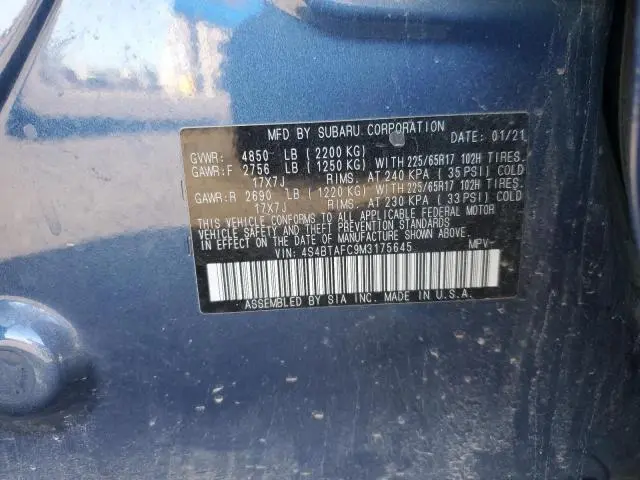 MFD BY SUBARU CORPORATION DATE: 01/21
GVWR: 4850 LB (2200 KG)
GAWR:F 2756 LB (1250 KG) WITH 225/65R17 102H TIRES.
17X7J RIMS. AT 240 KPA (35 PSI) COLD
GAWR:R 2690 LB (1220 KG) WITH 225/65R17 102H TIRES.
17X7J RIMS. AT 230 KPA (33 PSI) COLD
THIS VEHICLE CONFORMS TO ALL APPLICABLE FEDERAL MOTOR
VEHICLE SAFETY AND THEFT PREVENTION STANDARDS
IN EFFECT ON THE DATE OF MANUFACTURE SHOWN ABOVE.
VIN: 4S4BTAFC9M3175645 MPV
ASSEMBLED BY SIA INC. MADE IN U.S.A.